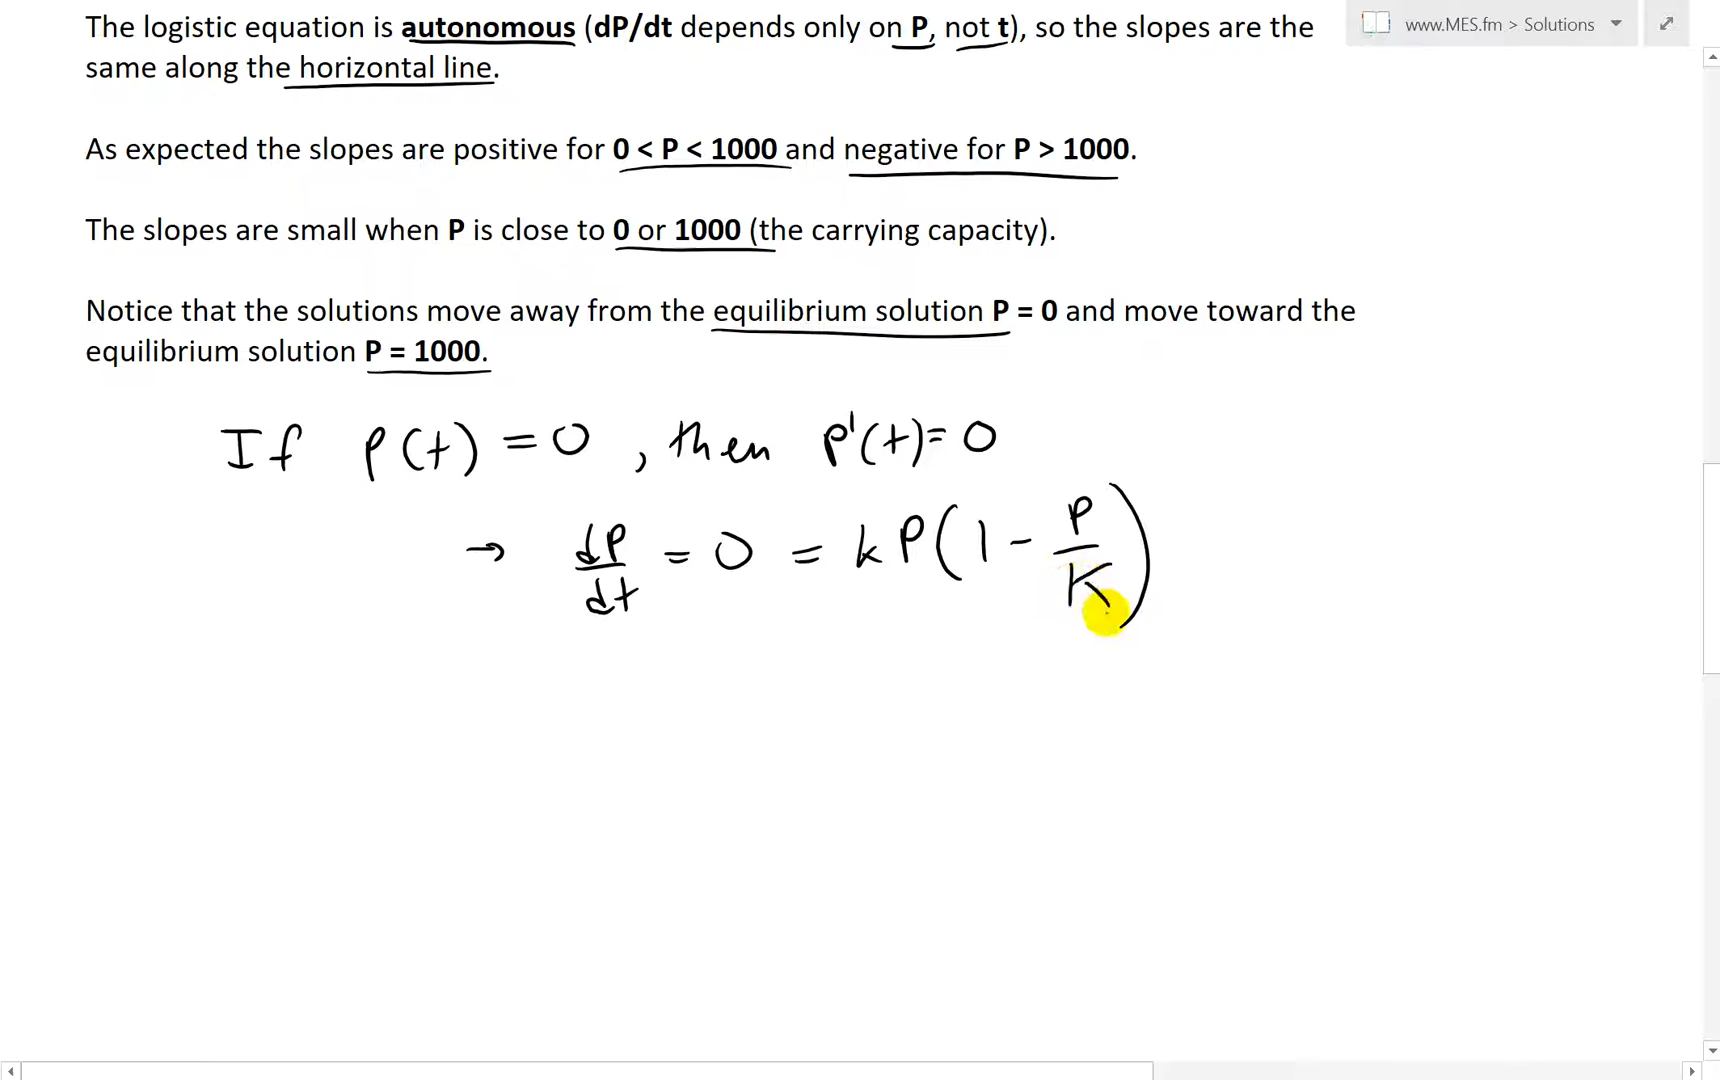 The logistic equation is autonomous (dP/dt depends only on P, not t), so the slopes are the
same along the horizontal line.
www.MES.fm > Solutions
As expected the slopes are positive for 0 < P < 1000 and negative for P > 1000.
The slopes are small when P is close to 0 or 1000 (the carrying capacity).
Notice that the solutions move away from the equilibrium solution P = 0 and move toward the
equilibrium solution P = 1000.
If P(t) = 0, then P'(t) = 0
→ dP/dt = 0 = kP(1 - P/K)